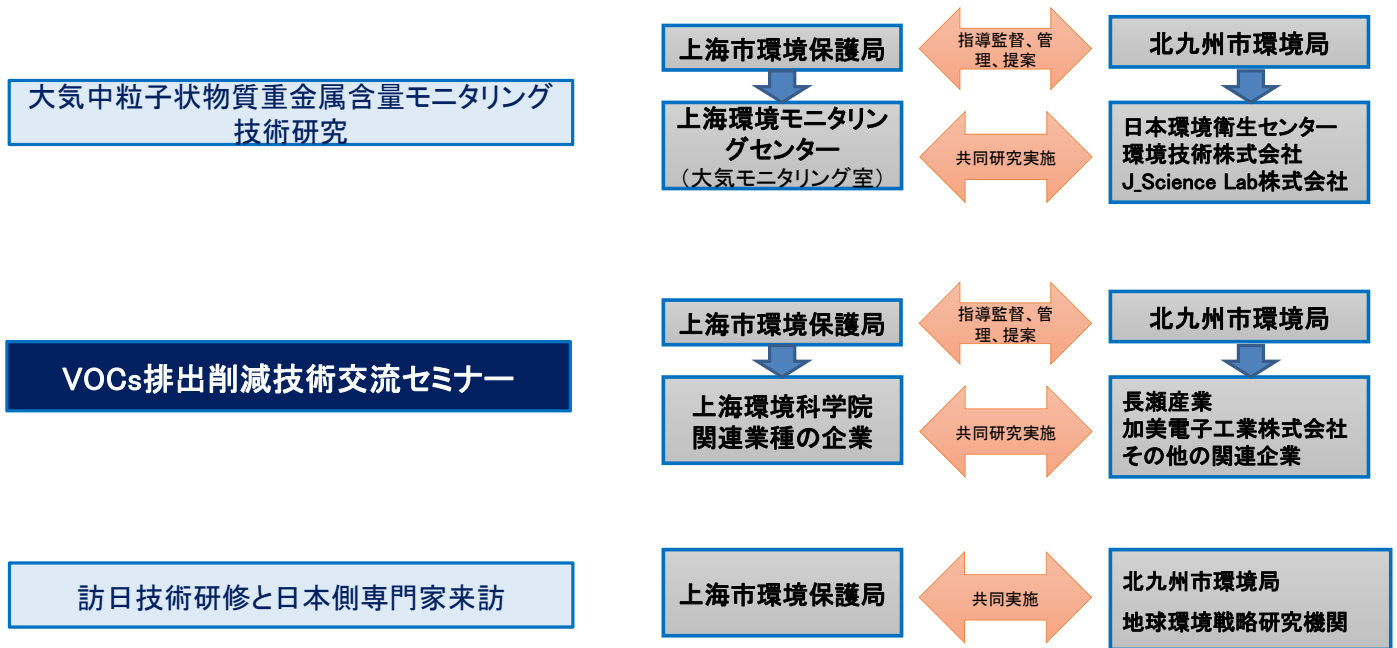 大気中粒子状物質重金属含量モニタリング
技術研究
上海市環境保護局
指導監督、管
理、提案
北九州市環境局
上海環境モニタリン
グセンター
（大気モニタリング室）
共同研究実施
日本環境衛生センター
環境技術株式会社
J_Science Lab株式会社
VOCs排出削減技術交流セミナー
上海市環境保護局
指導監督、管
理、提案
北九州市環境局
上海環境科学院
関連業種の企業
共同研究実施
長瀬産業
加美電子工業株式会社
その他の関連企業
訪日技術研修と日本側専門家来訪
上海市環境保護局
共同実施
北九州市環境局
地球環境戦略研究機関